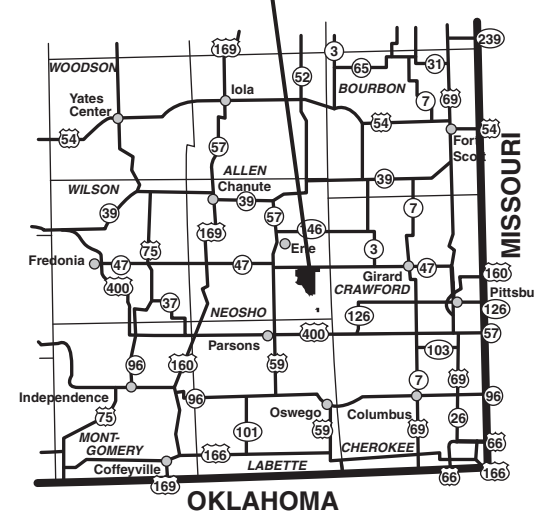 239
169
3
WOODSON
52
65
31
BOURBON
Iola
7
69
Yates
Center
54
54
54
Fort
Scott
57
ALLEN
WILSON
Chanute
39
39
39
7
57
169
146
MISSOURI
Erie
75
3
Fredonia
47
47
Girard
47
160
400
CRAWFORD
Pittsbu
37
NEOSHO
126
126
400
57
Parsons
103
96
160
59
7
69
Independence
96
96
Oswego
Columbus
75
59
69
26
101
MONT-
GOMERY
CHEROKEE
66
166
Coffeyville
LABETTE
66
166
169
OKLAHOMA